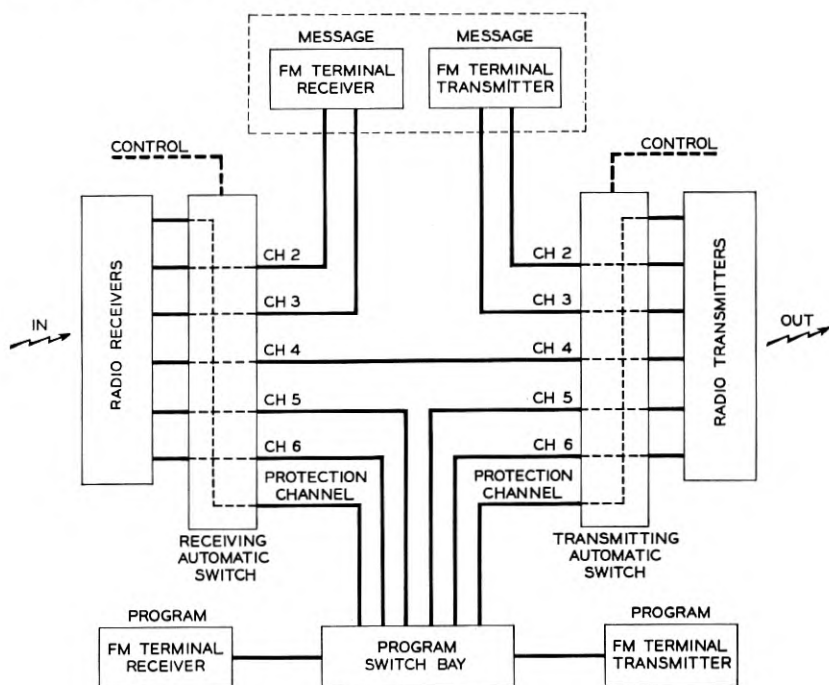 MESSAGE
FM TERMINAL
RECEIVER
MESSAGE
FM TERMINAL
TRANSMITTER
CONTROL
CONTROL
RADIO RECEIVERS
IN
CH 2
CH 3
CH 4
CH 5
CH 6
PROTECTION
CHANNEL
RECEIVING
AUTOMATIC
SWITCH
CH 2
CH 3
CH 4
CH 5
CH 6
PROTECTION
CHANNEL
TRANSMITTING
AUTOMATIC
SWITCH
RADIO TRANSMITTERS
OUT
PROGRAM
FM TERMINAL
RECEIVER
PROGRAM
SWITCH BAY
PROGRAM
FM TERMINAL
TRANSMITTER